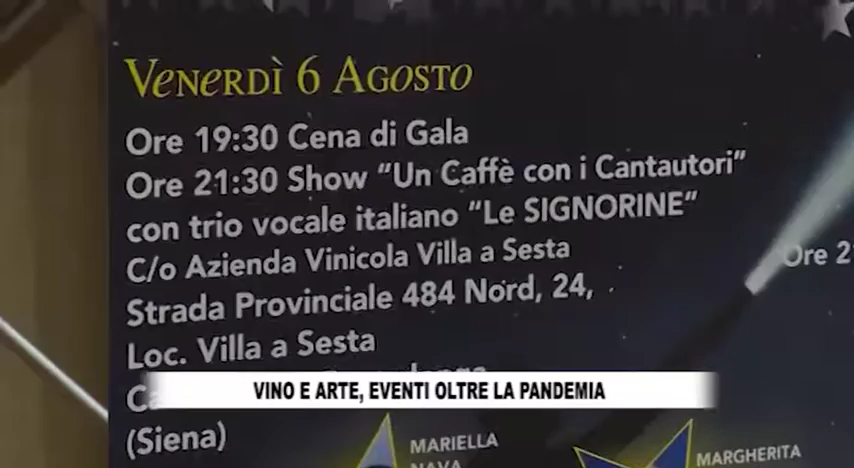 VENERDÌ 6 AGOSTO
Ore 19:30 Cena di Gala
Ore 21:30 Show “Un Caffè con i Cantautori”
con trio vocale italiano “Le SIGNORINE”
C/o Azienda Vinicola Villa a Sesta
Strada Provinciale 484 Nord, 24,
Loc. Villa a Sesta
(Siena)
Ore 2
VINO E ARTE, EVENTI OLTRE LA PANDEMIA
MARIELLA
NAVA
MARGHERITA